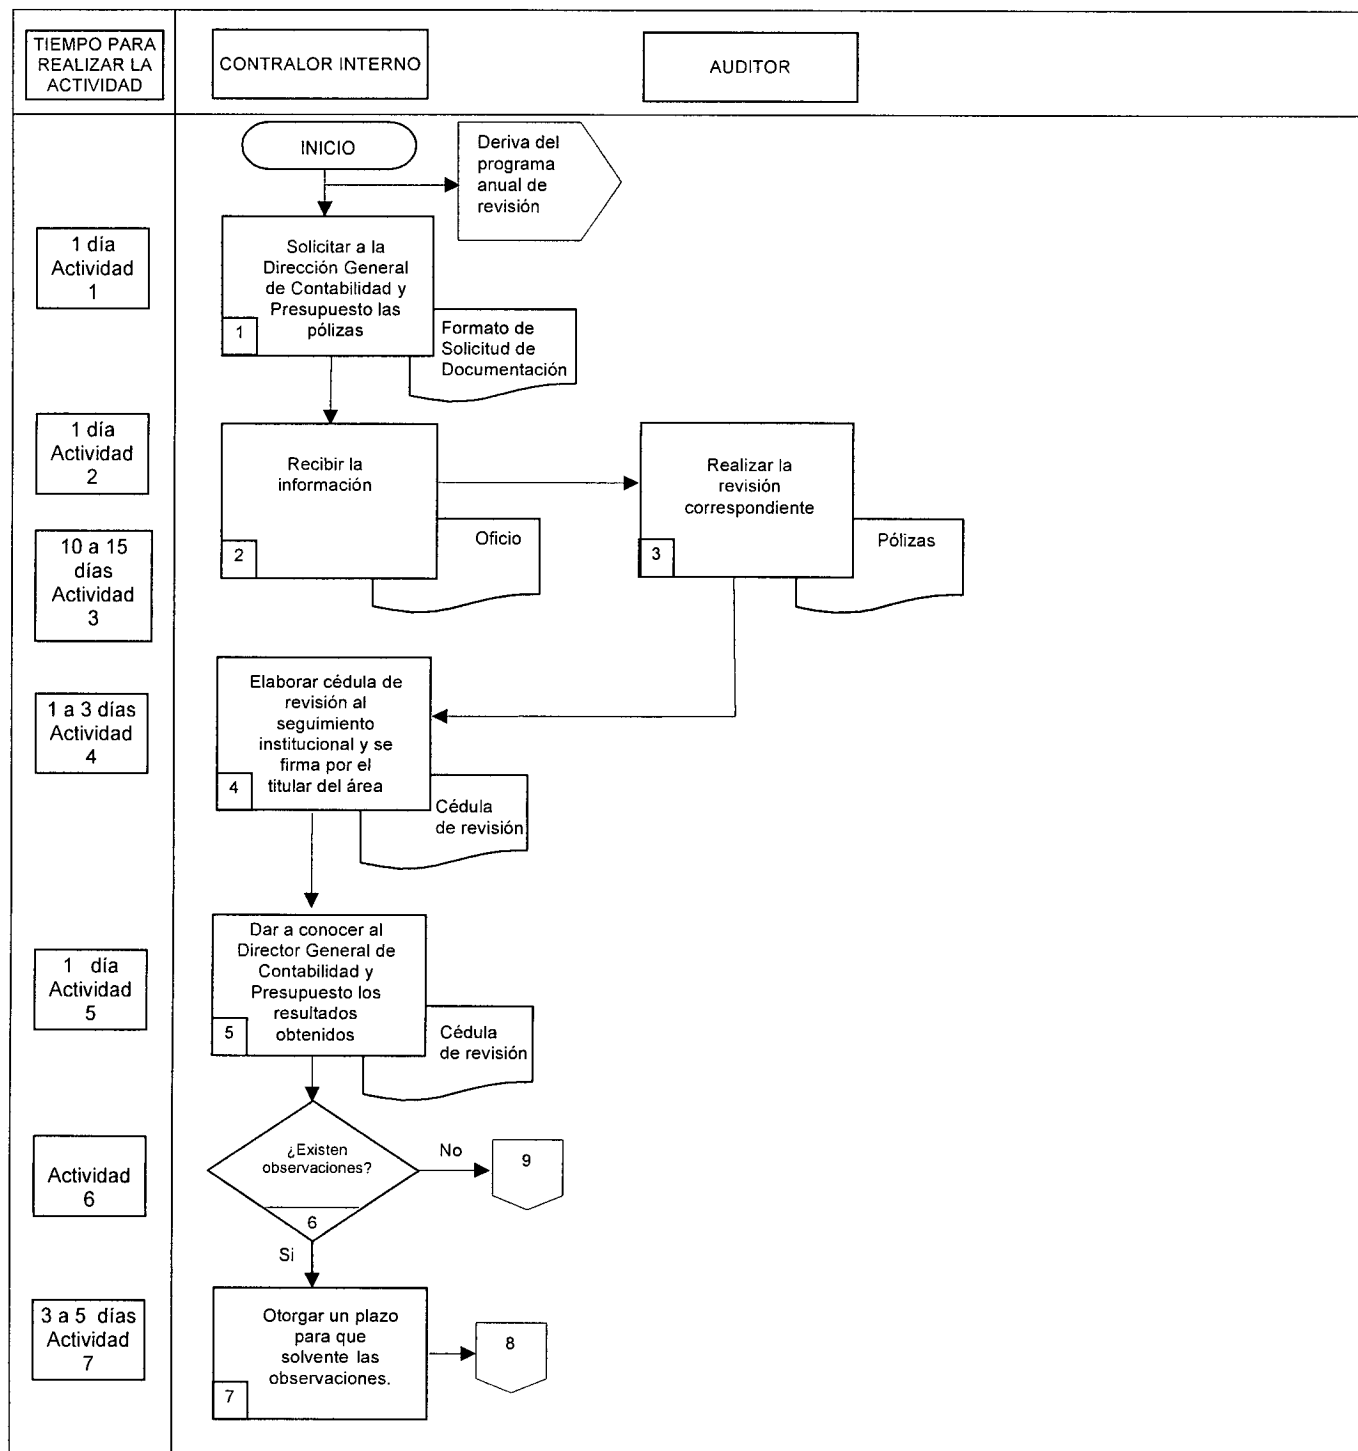 TIEMPO PARA
REALIZAR LA
ACTIVIDAD
CONTRALOR INTERNO
AUDITOR
INICIO
Deriva del
programa
anual de
revisión
1 día
Actividad
1
Solicitar a la
Dirección General
de Contabilidad y
Presupuesto las
pólizas
1
Formato de
Solicitud de
Documentación
1 día
Actividad
2
Recibir la
información
2
Oficio
Realizar la
revisión
correspondiente
3
Pólizas
10 a 15
días
Actividad
3
1 a 3 días
Actividad
4
Elaborar cédula de
revisión al
seguimiento
institucional y se
firma por el
titular del área
4
Cédula
de revisión
1 día
Actividad
5
Dar a conocer al
Director General de
Contabilidad y
Presupuesto los
resultados
obtenidos
5
Cédula
de revisión
Actividad
6
¿Existen
observaciones?
6
No
9
Si
3 a 5 días
Actividad
7
Otorgar un plazo
para que
solvente las
observaciones.
7
8